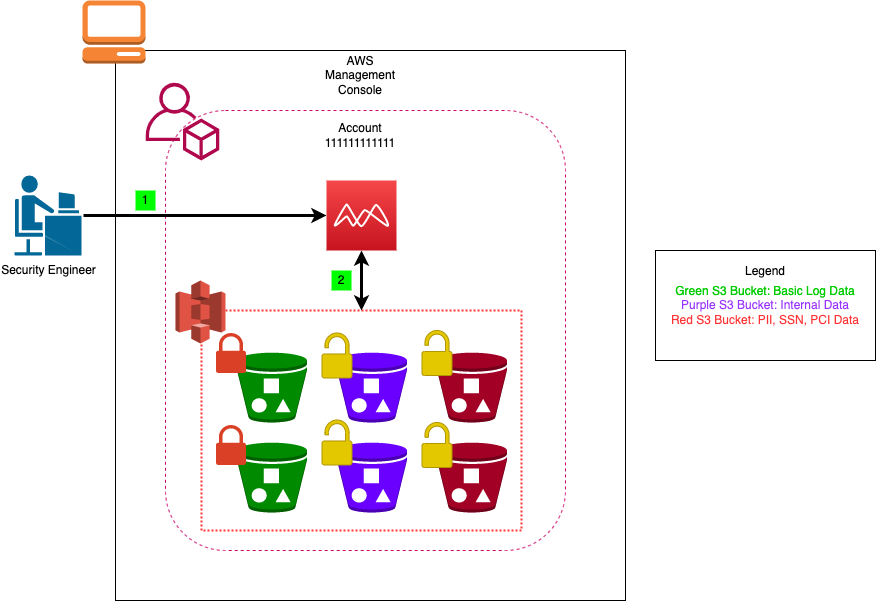 AWS
Management
Console
Account
111111111111
1
Security Engineer
2
Legend
Green S3 Bucket: Basic Log Data
Purple S3 Bucket: Internal Data
Red S3 Bucket: PII, SSN, PCI Data